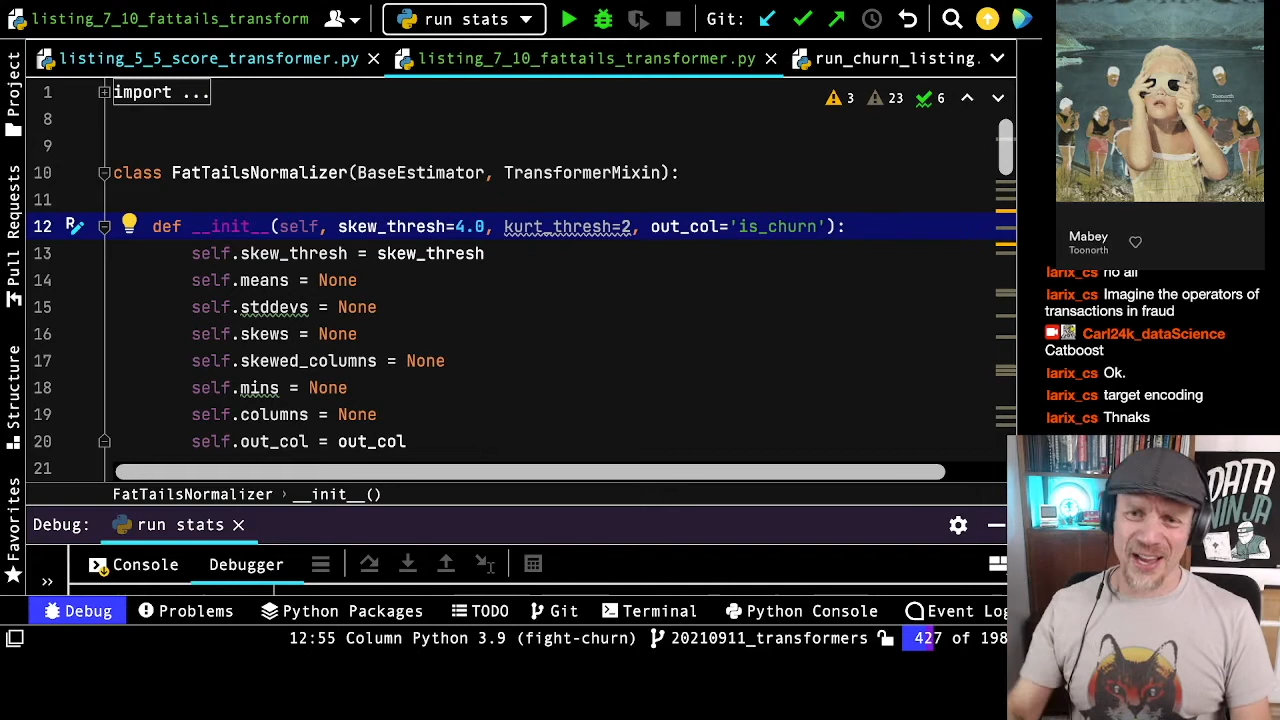 listing_7_10_fattails_transform
run stats
Git:
listing_5_5_score_transformer.py
listing_7_10_fattails_transformer.py
run_churn_listing.
Project
Pull Requests
Structure
Favorites
1 import ...
3 23 6
8
9
10 class FatTailsNormalizer(BaseEstimator, TransformerMixin):
11
12 def __init__(self, skew_thresh=4.0, kurt_thresh=2, out_col='is_churn'):
13 self.skew_thresh = skew_thresh
14 self.means = None
15 self.stddevs = None
16 self.skews = None
17 self.skewed_columns = None
18 self.mins = None
19 self.columns = None
20 self.out_col = out_col
21
FatTailsNormalizer › __init__()
Debug: run stats
Console Debugger
Debug Problems Python Packages TODO Git Terminal Python Console Event Log
12:55 Column Python 3.9 (fight-churn) 20210911_transformers 427 of 198
Mabey
Toonorth
larix_cs no all
larix_cs Imagine the operators of
transactions in fraud
Carl24k_dataScience
Catboost
larix_cs Ok.
larix_cs target encoding
larix_cs Thnaks
DATA
NINJA